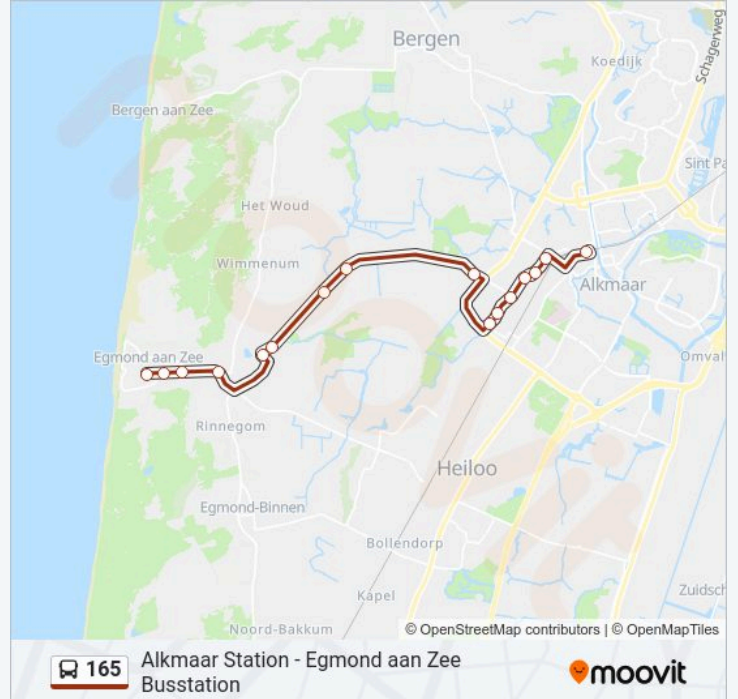 Bergen
Koedijk
Schagerweg
Bergen aan Zee
Sint Pa
Het Woud
Wimmenum
Alkmaar
Egmond aan Zee
Omval
Rinnegom
Heiloo
Egmond-Binnen
Bollendorp
Kapel
Zuidsch
Noord-Bakkum
© OpenStreetMap contributors | © OpenMapTiles
165
Alkmaar Station - Egmond aan Zee
Busstation
moovit